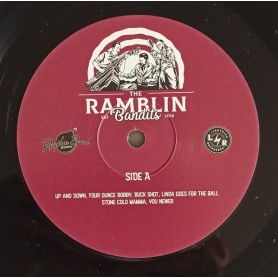 THE
RAMBLIN
Bandits
SIDE A
UP AND DOWN, FOUR OUNCE BOBBY, BUCK SHOT, LINDA GOES FOR THE BALL
STONE COLD MAMMA, YOU NEWER